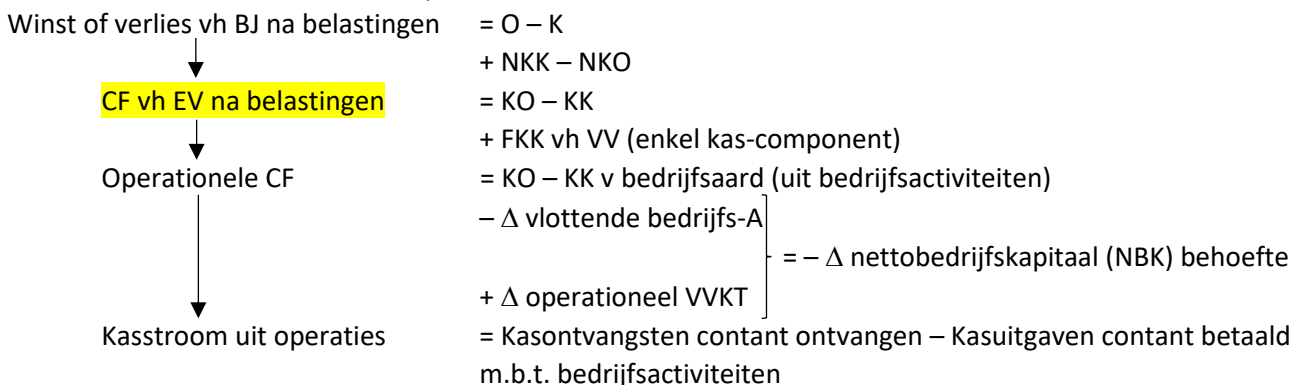 Winst of verlies vh BJ na belastingen = O – K
+ NKK – NKO
CF vh EV na belastingen = KO – KK
+ FKK vh VV (enkel kas-component)
Operationele CF = KO – KK v bedrijfsaard (uit bedrijfsactiviteiten)
– Δ vlottende bedrijfs-A
= – Δ nettobedrijfskapitaal (NBK) behoefte
+ Δ operationeel VVKT
Kasstroom uit operaties = Kasontvangsten contant ontvangen – Kasuitgaven contant betaald
m.b.t. bedrijfsactiviteiten